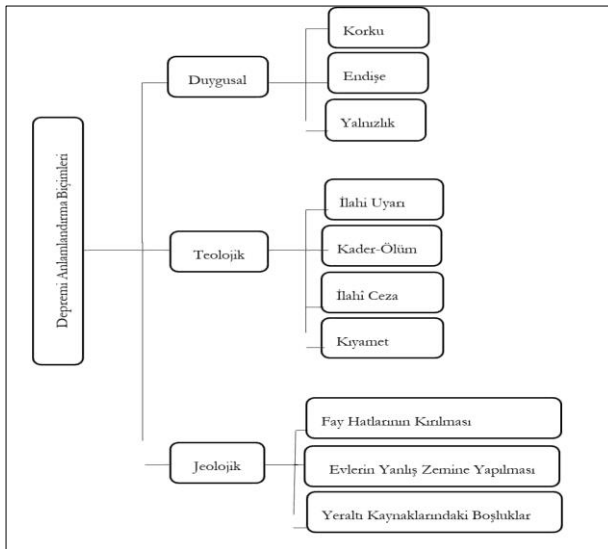 Depremi Anlamlandırma Biçimleri
Duygusal
Korku
Endişe
Yalnızlık
Teolojik
İlahi Uyarı
Kader-Ölüm
İlahî Ceza
Kıyamet
Jeolojik
Fay Hatlarının Kırılması
Evlerin Yanlış Zemine Yapılması
Yeraltı Kaynaklarındaki Boşluklar